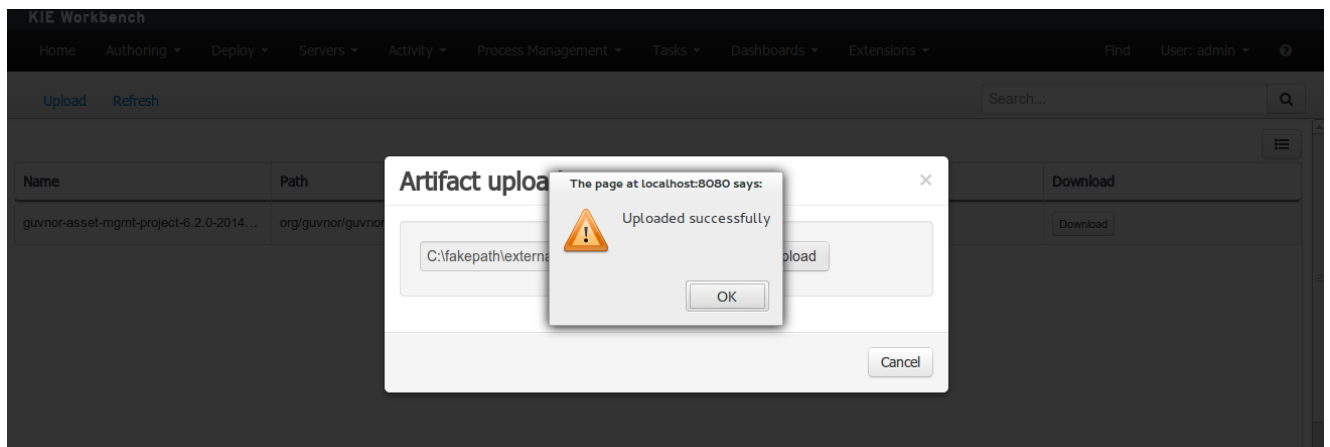 KIE Workbench
Home Authoring Deploy Servers Activity Process Management Tasks Dashboards Extensions Find User: admin
Upload Refresh Search...
Name Path Download
guvnor-asset-mgmt-project-6.2.0-2014... org/guvnor/guvnor Download
Artifact uploa
C:\fakepath\externa pload
Cancel
The page at localhost:8080 says:
Uploaded successfully
OK